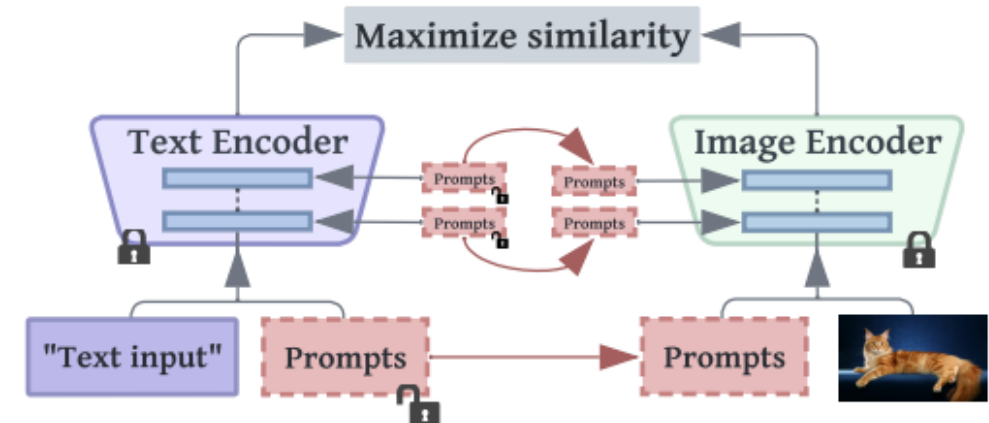 Maximize similarity
Text Encoder
Image Encoder
Prompts
Prompts
Prompts
Prompts
"Text input"
Prompts
Prompts